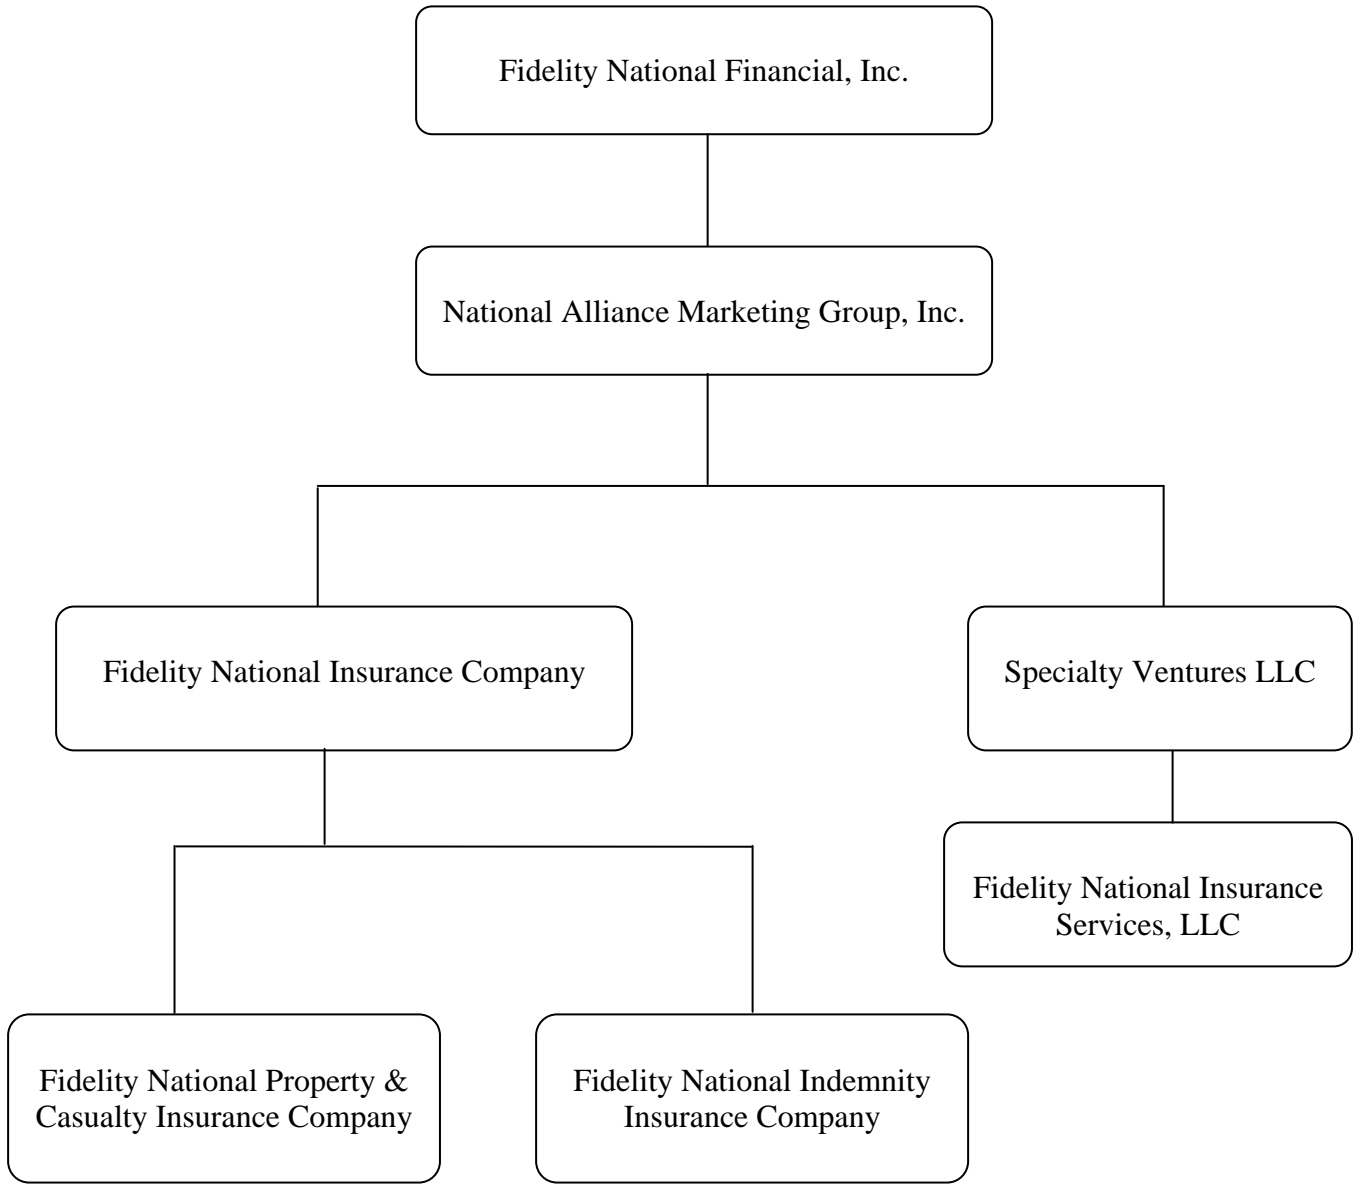 Fidelity National Financial, Inc.
National Alliance Marketing Group, Inc.
Fidelity National Insurance Company
Specialty Ventures LLC
Fidelity National Insurance
Services, LLC
Fidelity National Property &
Casualty Insurance Company
Fidelity National Indemnity
Insurance Company